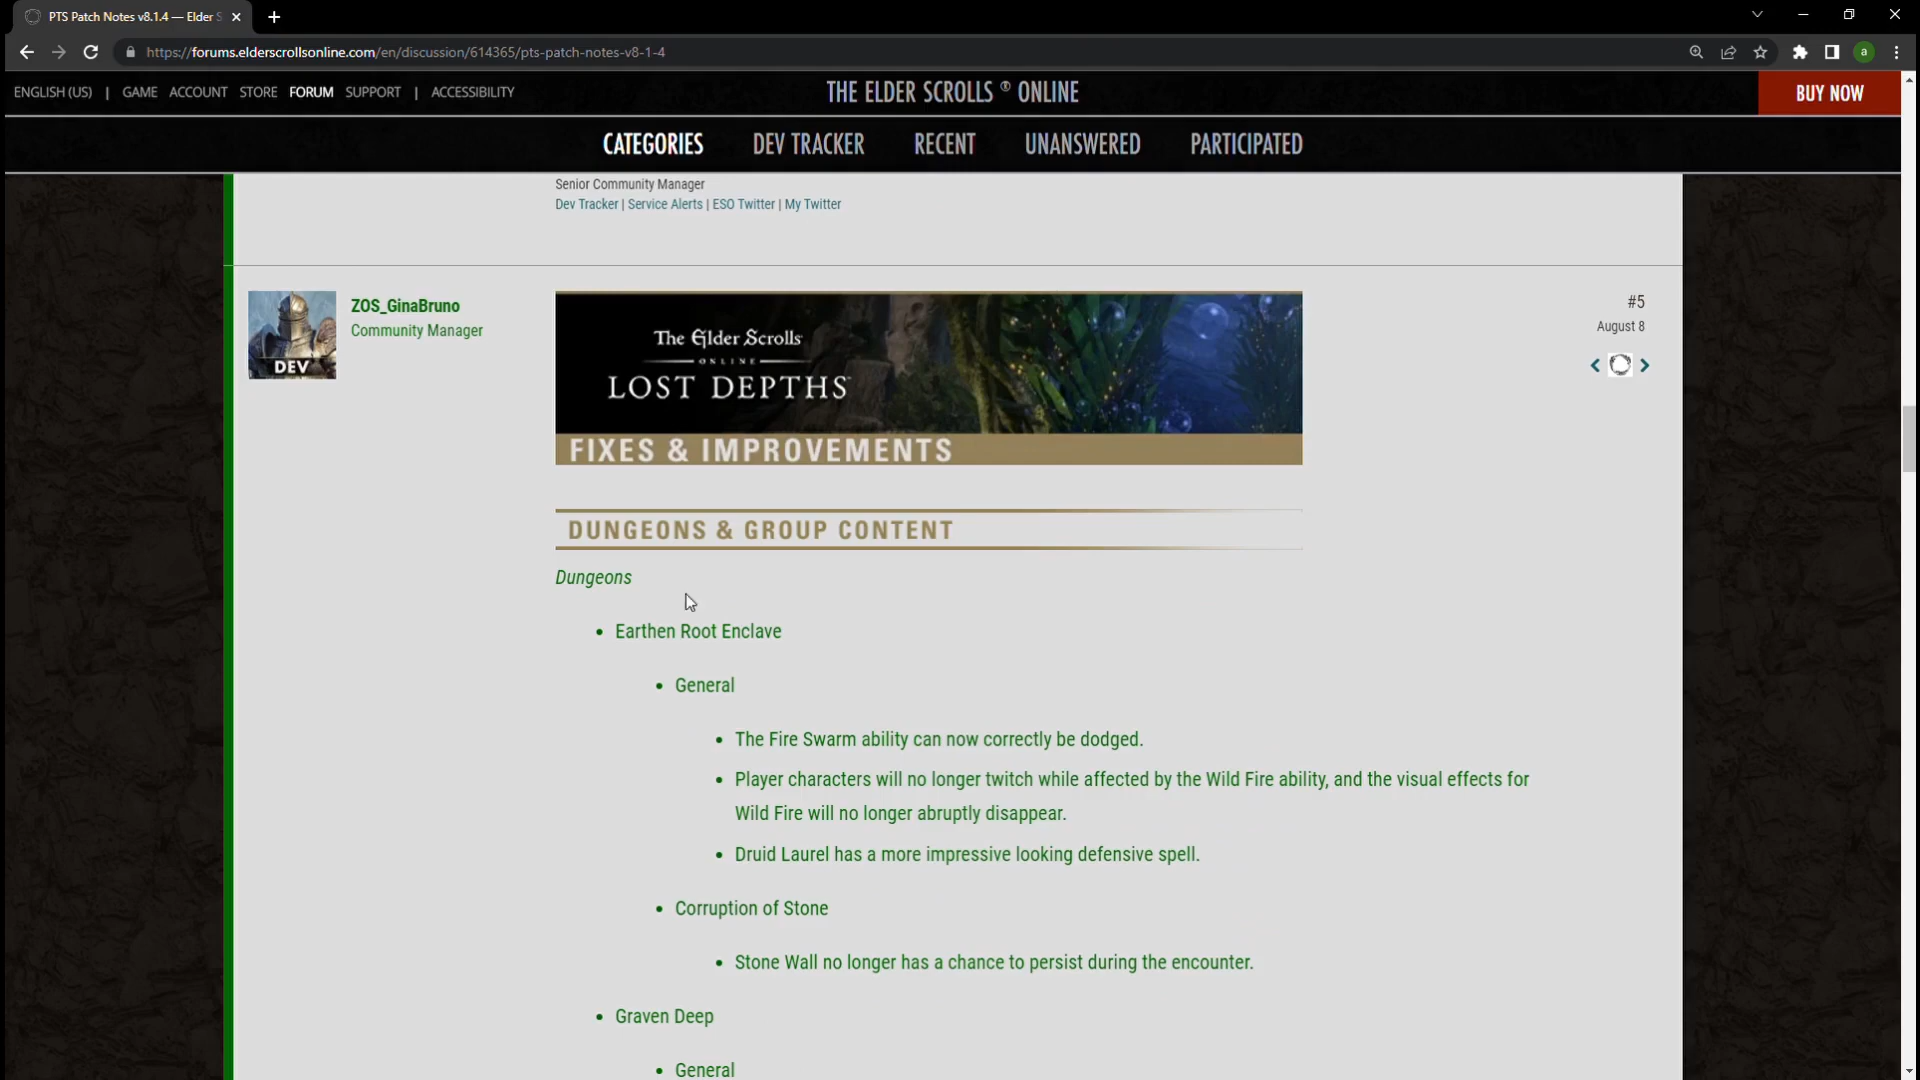 PTS Patch Notes v8.1.4 — Elder S
https://forums.elderscrollsonline.com/en/discussion/614365/pts-patch-notes-v8-1-4
a
ENGLISH (US) | GAME ACCOUNT STORE FORUM SUPPORT | ACCESSIBILITY
THE ELDER SCROLLS ® ONLINE
BUY NOW
CATEGORIES DEV TRACKER RECENT UNANSWERED PARTICIPATED
Senior Community Manager
Dev Tracker | Service Alerts | ESO Twitter | My Twitter
ZOS_GinaBruno
Community Manager
DEV
The Elder Scrolls
ONLINE
LOST DEPTHS™
FIXES & IMPROVEMENTS
#5
August 8
DUNGEONS & GROUP CONTENT
Dungeons
• Earthen Root Enclave
• General
• The Fire Swarm ability can now correctly be dodged.
• Player characters will no longer twitch while affected by the Wild Fire ability, and the visual effects for
Wild Fire will no longer abruptly disappear.
• Druid Laurel has a more impressive looking defensive spell.
• Corruption of Stone
• Stone Wall no longer has a chance to persist during the encounter.
• Graven Deep
• General